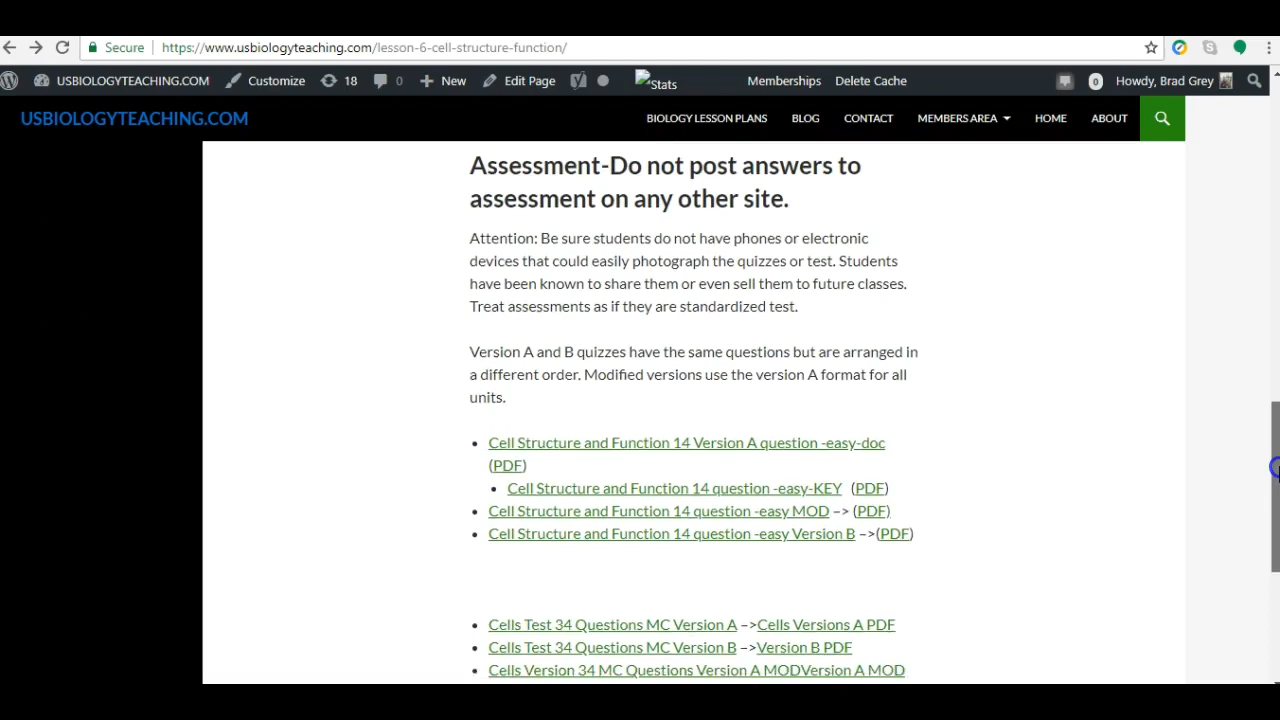 Secure https://www.usbiologyteaching.com/lesson-6-cell-structure-function/
USBIOLOGYTEACHING.COM Customize 18 0 New Edit Page Stats Memberships Delete Cache 0 Howdy, Brad Grey
USBIOLOGYTEACHING.COM BIOLOGY LESSON PLANS BLOG CONTACT MEMBERS AREA HOME ABOUT
Assessment-Do not post answers to
assessment on any other site.
Attention: Be sure students do not have phones or electronic
devices that could easily photograph the quizzes or test. Students
have been known to share them or even sell them to future classes.
Treat assessments as if they are standardized test.
Version A and B quizzes have the same questions but are arranged in
a different order. Modified versions use the version A format for all
units.
• Cell Structure and Function 14 Version A question -easy-doc
(PDF)
• Cell Structure and Function 14 question -easy-KEY (PDF)
• Cell Structure and Function 14 question -easy MOD –> (PDF)
• Cell Structure and Function 14 question -easy Version B –>(PDF)
• Cells Test 34 Questions MC Version A –>Cells Versions A PDF
• Cells Test 34 Questions MC Version B –>Version B PDF
• Cells Version 34 MC Questions Version A MODVersion A MOD